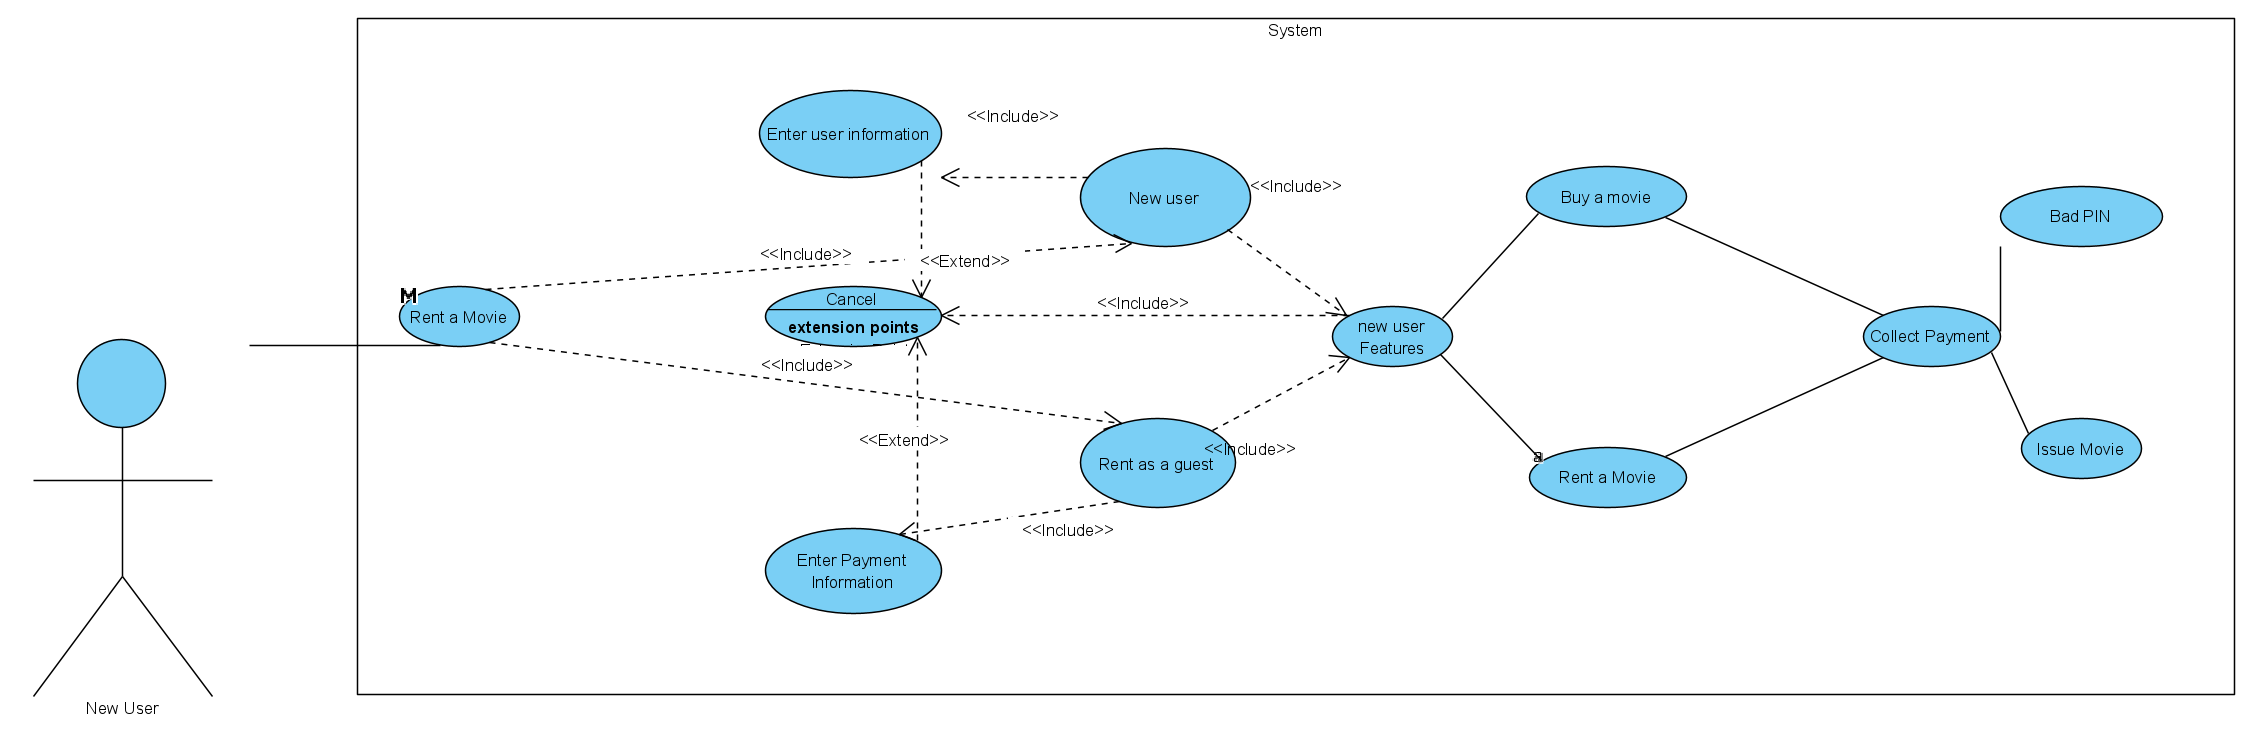 System
<<Include>>
Enter user information
New user
<<Include>>
Buy a movie
Bad PIN
<<Include>>
<<Extend>>
M
Rent a Movie
Cancel
extension points
<<Include>>
new user
Features
Collect Payment
<<Include>>
<<Extend>>
Rent as a guest
<<Include>>
Rent a Movie
Issue Movie
<<Include>>
Enter Payment
Information
New User